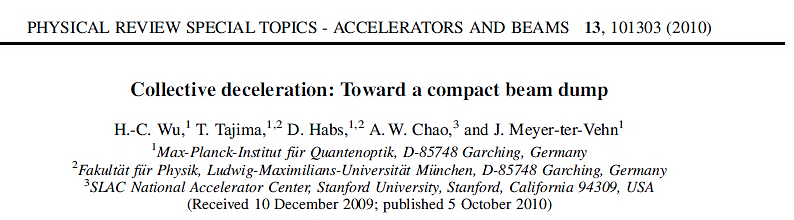 PHYSICAL REVIEW SPECIAL TOPICS - ACCELERATORS AND BEAMS 13, 101303 (2010)
Collective deceleration: Toward a compact beam dump
H.-C. Wu,1 T. Tajima,1,2 D. Habs,1,2 A. W. Chao,3 and J. Meyer-ter-Vehn1
1Max-Planck-Institut für Quantenoptik, D-85748 Garching, Germany
2Fakultät für Physik, Ludwig-Maximilians-Universität München, D-85748 Garching, Germany
3SLAC National Accelerator Center, Stanford University, Stanford, California 94309, USA
(Received 10 December 2009; published 5 October 2010)